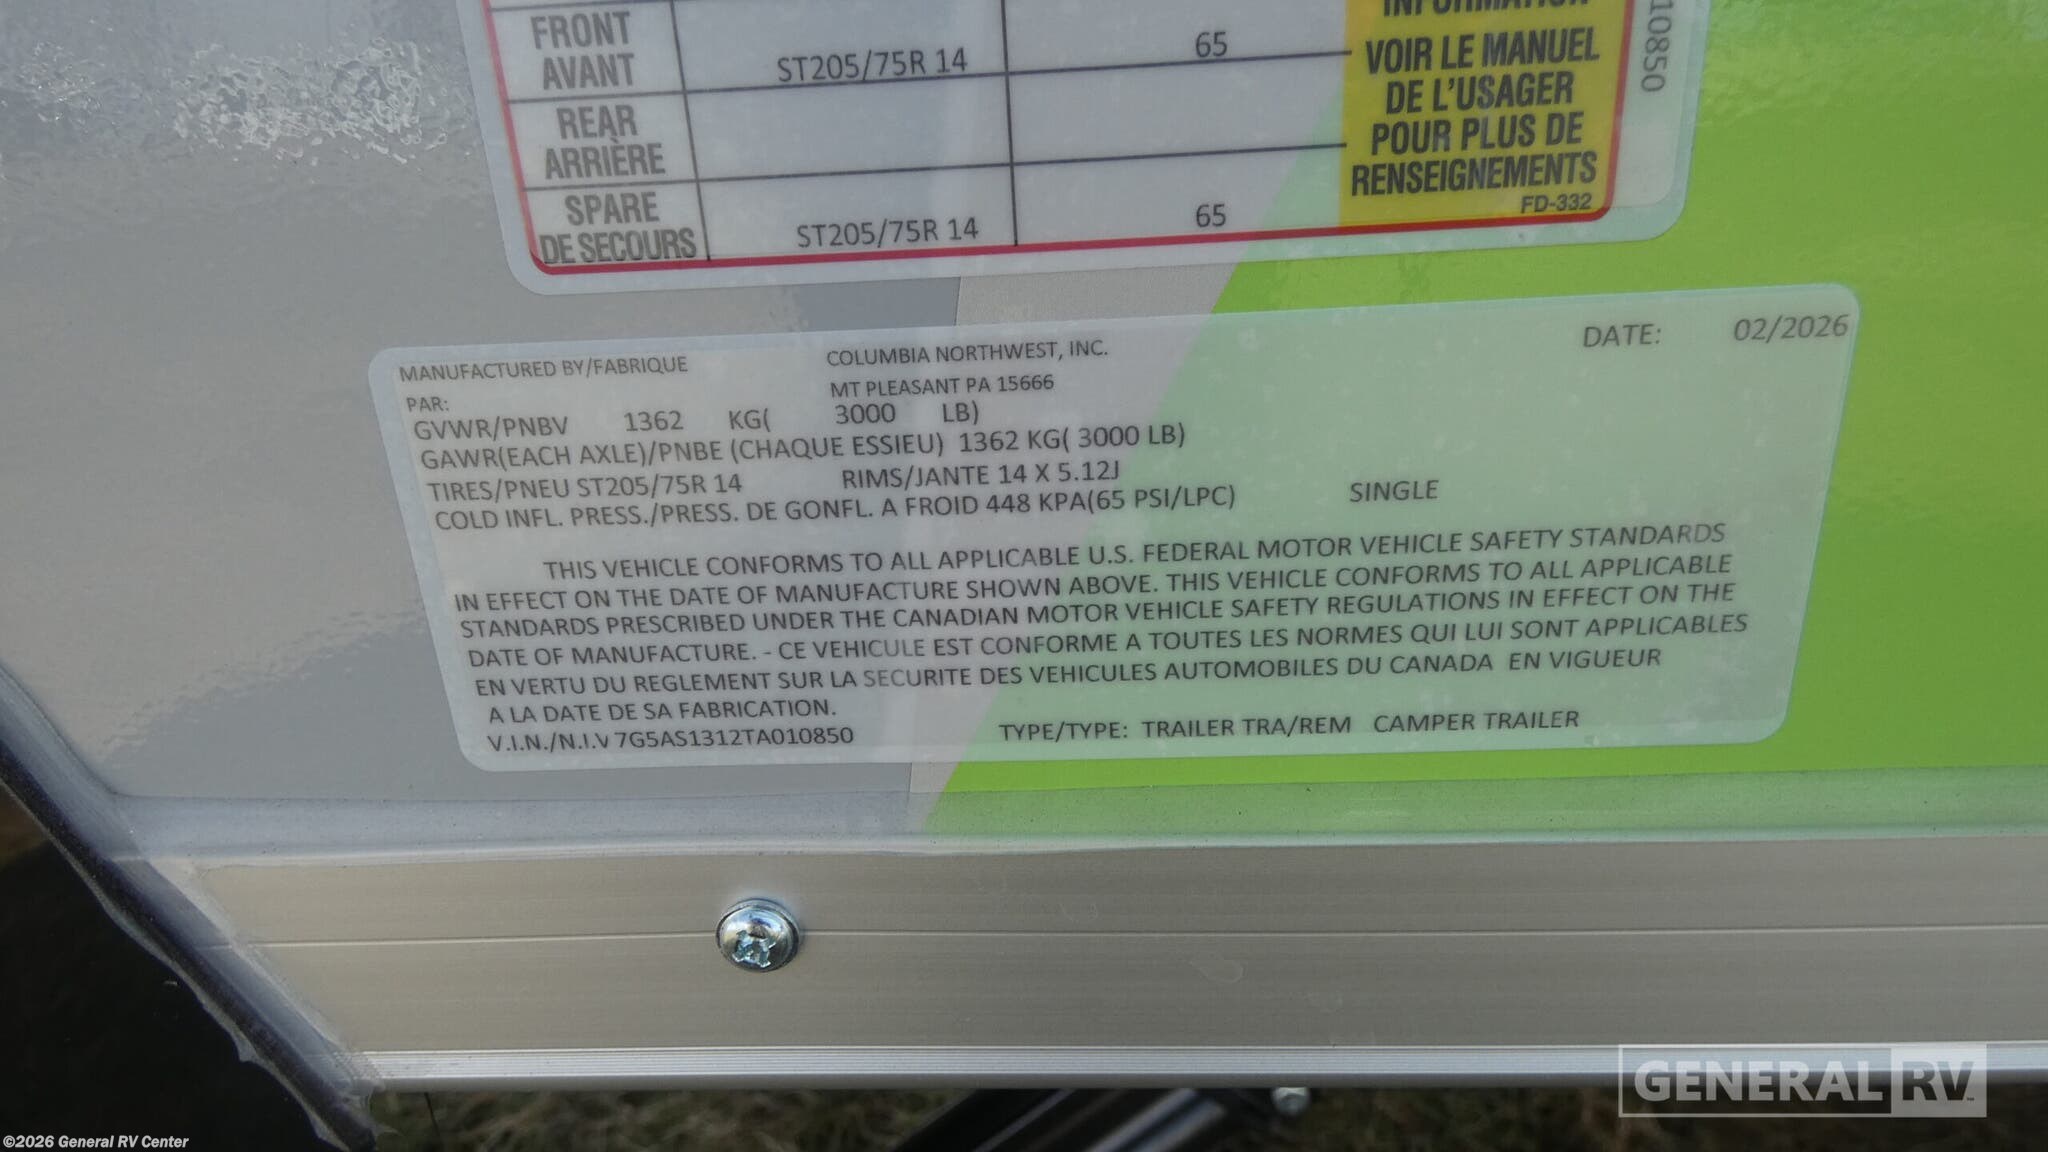 INFORMATION
FRONT
AVANT
ST205/75R 14
65
VOIR LE MANUEL
DE L'USAGER
POUR PLUS DE
RENSEIGNEMENTS
REAR
ARRIÈRE
SPARE
DE SECOURS
ST205/75R 14
65
FD-332
10850
MANUFACTURED BY/FABRIQUE
PAR:
COLUMBIA NORTHWEST, INC.
MT PLEASANT PA 15666
DATE: 02/2026
GVWR/PNBV 1362 KG( 3000 LB)
GAWR(EACH AXLE)/PNBE (CHAQUE ESSIEU) 1362 KG( 3000 LB)
TIRES/PNEU ST205/75R 14 RIMS/JANTE 14 X 5.12J
COLD INFL. PRESS./PRESS. DE GONFL. A FROID 448 KPA(65 PSI/LPC) SINGLE
THIS VEHICLE CONFORMS TO ALL APPLICABLE U.S. FEDERAL MOTOR VEHICLE SAFETY STANDARDS
IN EFFECT ON THE DATE OF MANUFACTURE SHOWN ABOVE. THIS VEHICLE CONFORMS TO ALL APPLICABLE
STANDARDS PRESCRIBED UNDER THE CANADIAN MOTOR VEHICLE SAFETY REGULATIONS IN EFFECT ON THE
DATE OF MANUFACTURE. - CE VEHICULE EST CONFORME A TOUTES LES NORMES QUI LUI SONT APPLICABLES
EN VERTU DU REGLEMENT SUR LA SECURITE DES VEHICULES AUTOMOBILES DU CANADA EN VIGUEUR
A LA DATE DE SA FABRICATION.
V.I.N./N.I.V 7G5AS1312TA010850 TYPE/TYPE: TRAILER TRA/REM CAMPER TRAILER
GENERAL RV
©2026 General RV Center